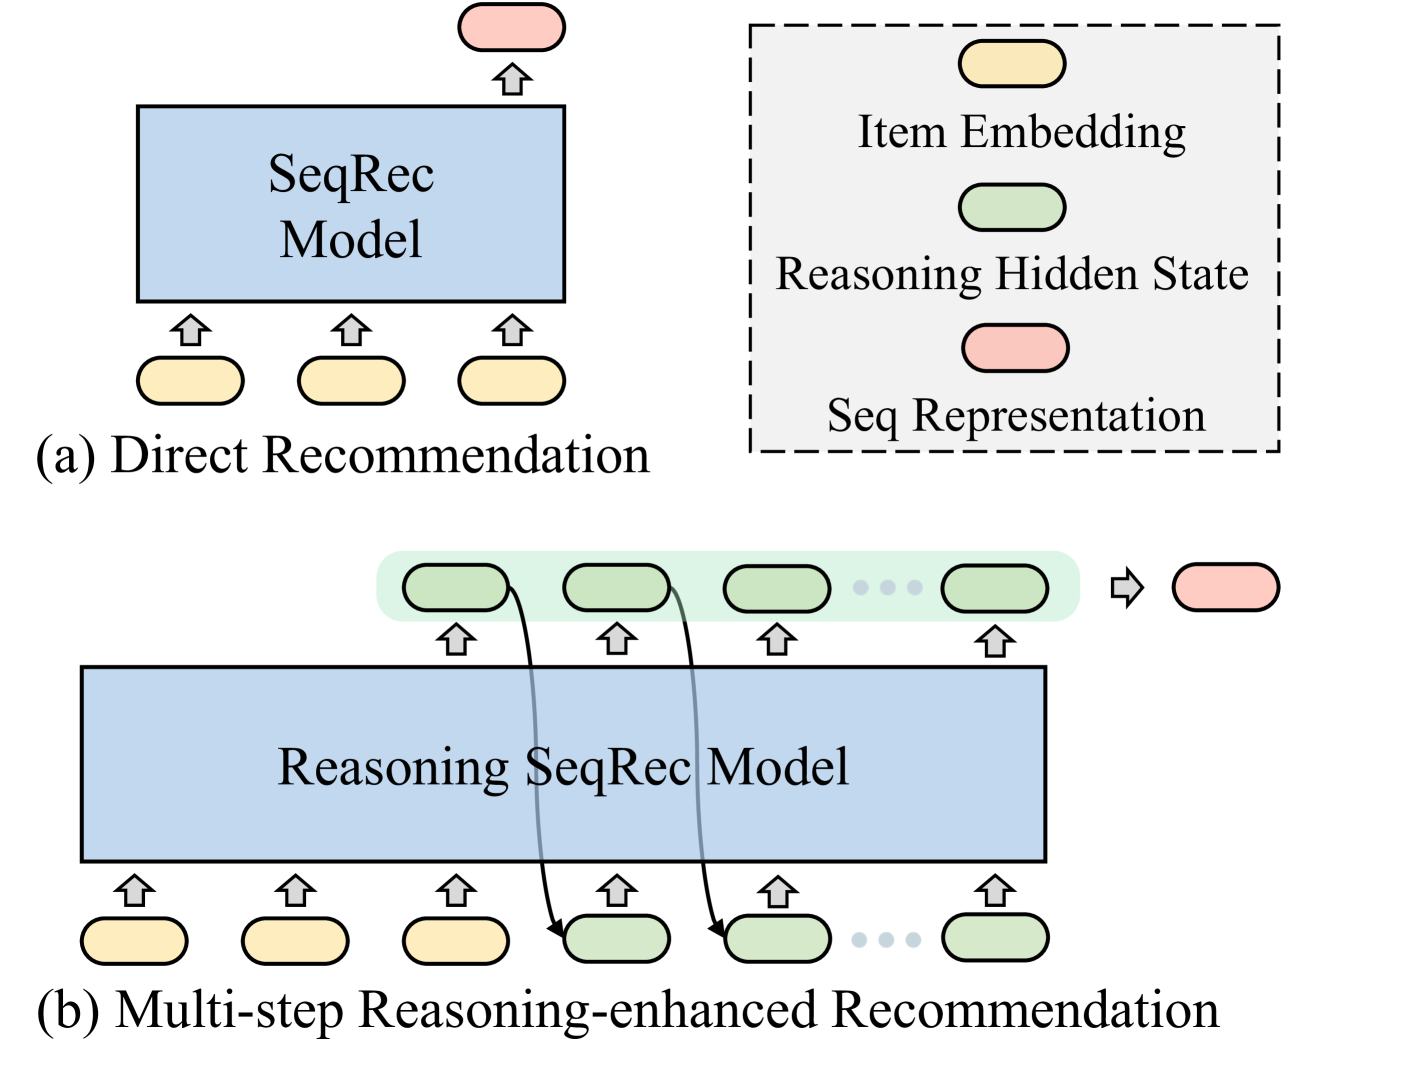 SeqRec
Model
(a) Direct Recommendation
Item Embedding
Reasoning Hidden State
Seq Representation
Reasoning SeqRec Model
(b) Multi-step Reasoning-enhanced Recommendation